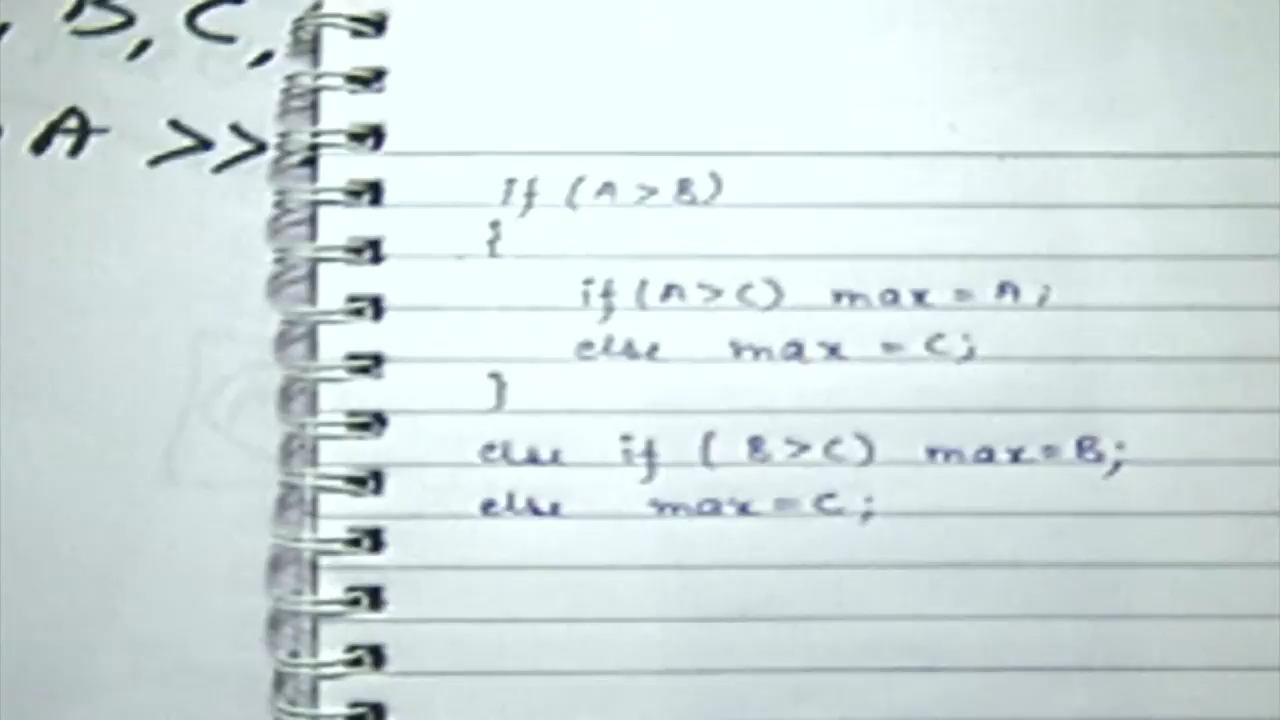 , B, C,
A >>
if (A > B)
{
if (A > C) max = A;
else max = C;
}
else if ( B > C) max = B;
else max = C;